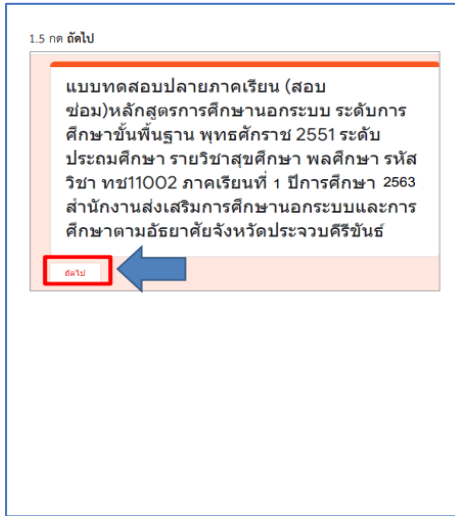 1.5 กด ถัดไป
แบบทดสอบปลายภาคเรียน (สอบ
ซ่อม)หลักสูตรการศึกษานอกระบบ ระดับการ
ศึกษาขั้นพื้นฐาน พุทธศักราช 2551 ระดับ
ประถมศึกษา รายวิชาสุขศึกษา พลศึกษา รหัส
วิชา ทช11002 ภาคเรียนที่ 1 ปีการศึกษา 2563
สำนักงานส่งเสริมการศึกษานอกระบบและการ
ศึกษาตามอัธยาศัยจังหวัดประจวบคีรีขันธ์
ถัดไป